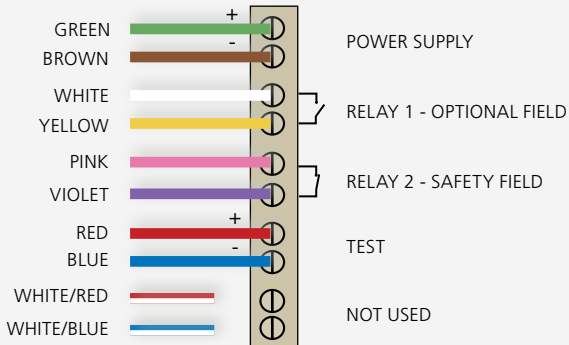 GREEN + POWER SUPPLY
BROWN -
WHITE RELAY 1 - OPTIONAL FIELD
YELLOW
PINK RELAY 2 - SAFETY FIELD
VIOLET
RED + TEST
BLUE -
WHITE/RED NOT USED
WHITE/BLUE